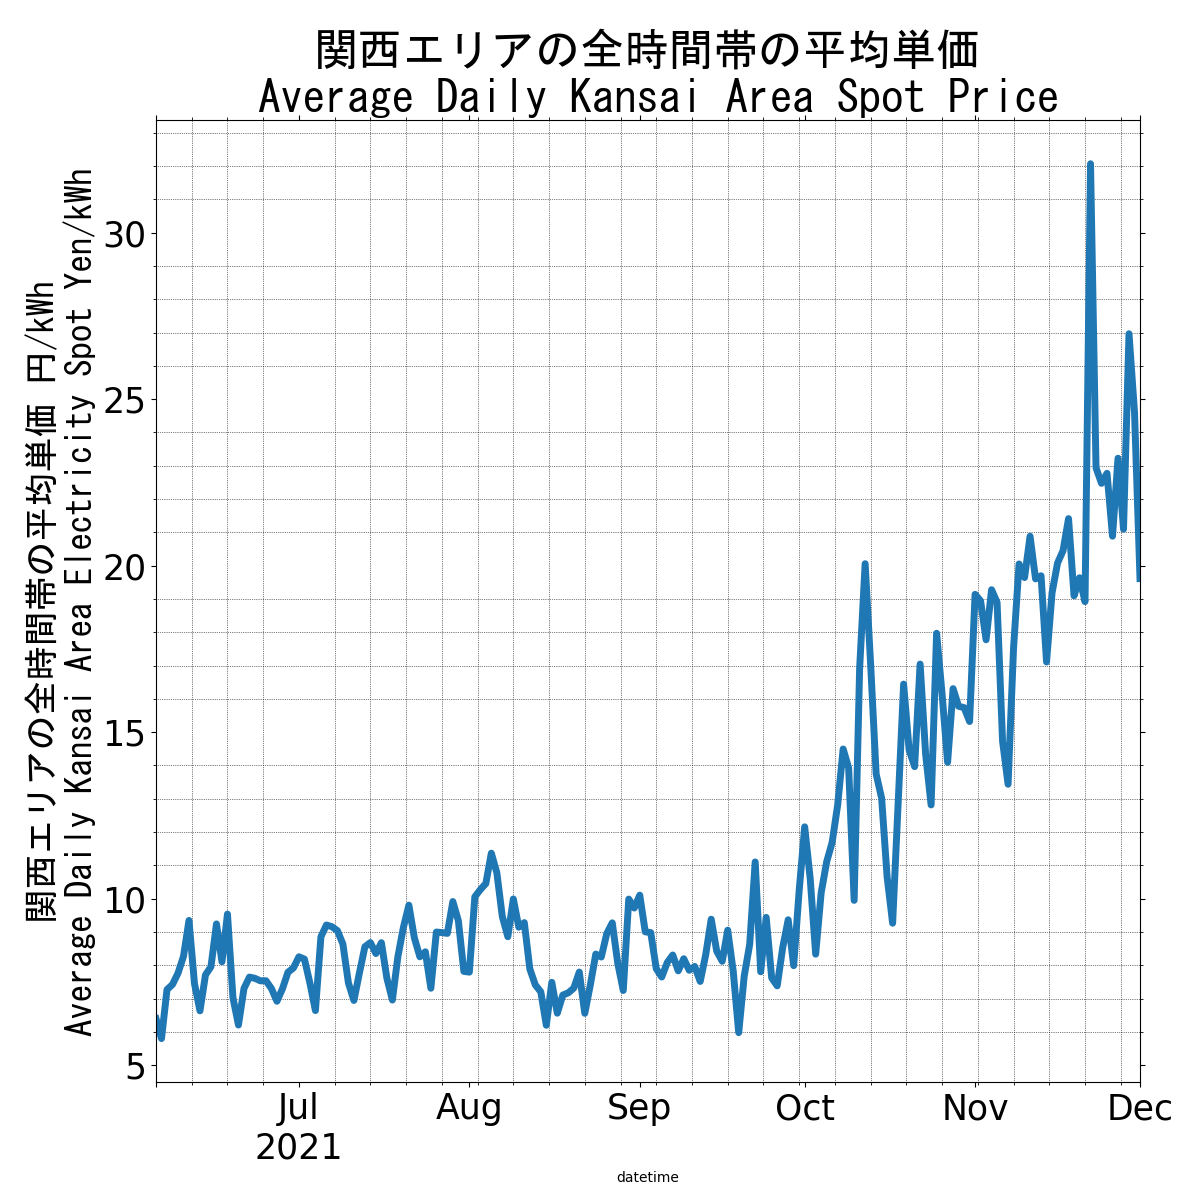 関西エリアの全時間帯の平均単価
Average Daily Kansai Area Spot Price
関西エリアの全時間帯の平均単価 円/kWh
Average Daily Kansai Area Electricity Spot Yen/kWh
30
25
20
15
10
5
Jul
2021
Aug
Sep
Oct
Nov
Dec
datetime